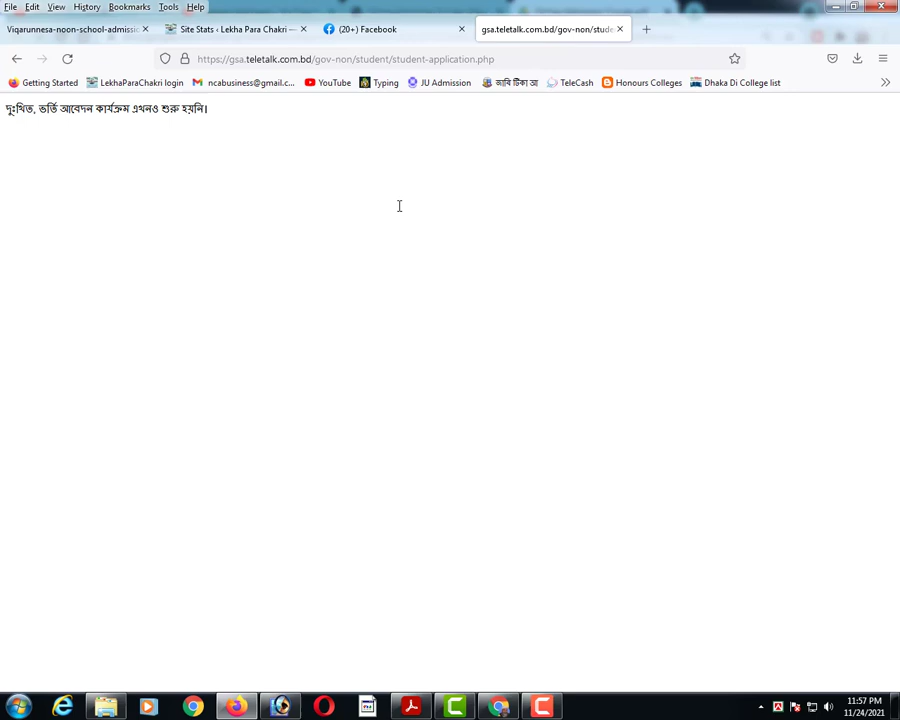 File Edit View History Bookmarks Tools Help
Viqarunnesa-noon-school-admissic Site Stats ‹ Lekha Para Chakri — (20+) Facebook gsa.teletalk.com.bd/gov-non/stude
https://gsa.teletalk.com.bd/gov-non/student/student-application.php
Getting Started LekhaParaChakri login ncabusiness@gmail.c... YouTube Typing JU Admission জাবি টিকা আ TeleCash Honours Colleges Dhaka Di College list
দুঃখিত, ভর্তি আবেদন কার্যক্রম এখনও শুরু হয়নি।
11:57 PM
11/24/2021